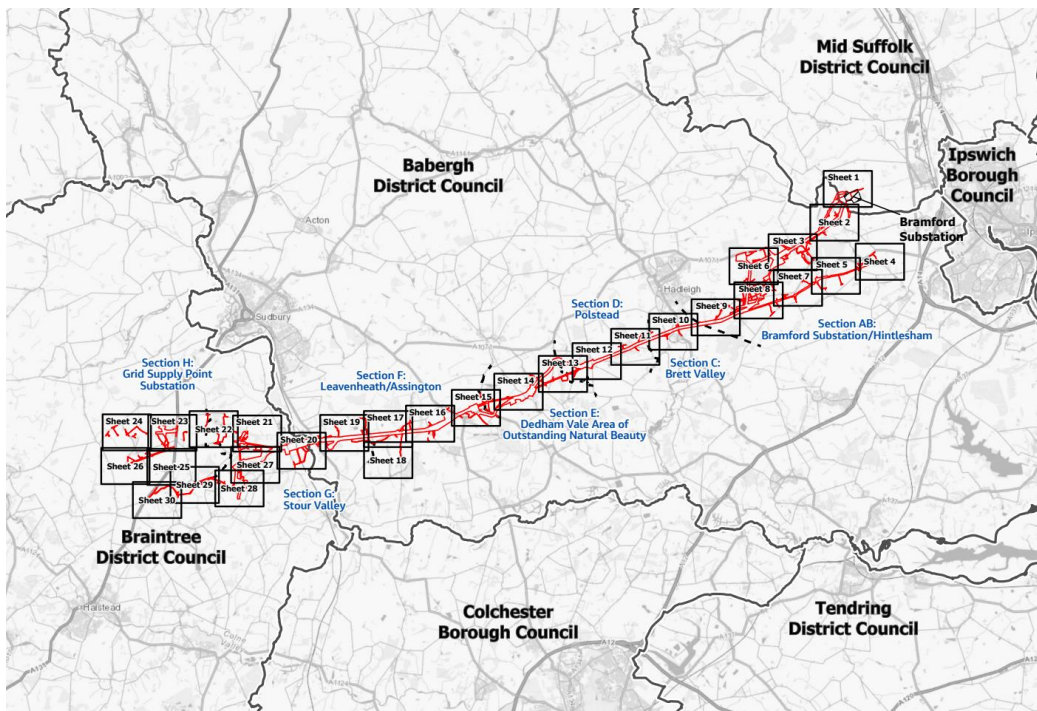 Mid Suffolk
District Council
Babergh
District Council
Ipswich
Borough
Council
Sheet 1
Sheet 2
Bramford
Substation
Acton
Sheet 3
Sheet 4
Sheet 5
Sheet 6
Sheet 7
Sheet 8
Hadleigh
Sheet 9
Section D:
Polstead
Sheet 10
Section AB:
Bramford Substation/Hintlesham
Sudbury
Sheet 11
Sheet 12
Section C:
Brett Valley
Section H:
Grid Supply Point
Substation
Section F:
Leavenheath/Assington
Sheet 13
Sheet 14
Sheet 15
Section E:
Dedham Vale Area of
Outstanding Natural Beauty
Sheet 16
Sheet 17
Sheet 18
Sheet 19
Sheet 20
Sheet 21
Sheet 22
Sheet 23
Sheet 24
Sheet 25
Sheet 26
Sheet 27
Sheet 28
Sheet 29
Sheet 30
Section G:
Stour Valley
Braintree
District Council
Halstead
Colne
Valley
Colchester
Borough Council
Tendring
District Council
A12